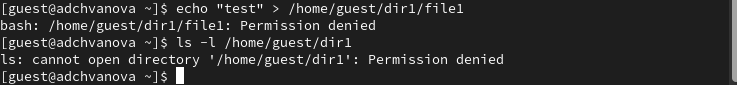 [guest@adchvanova ~]$ echo "test" > /home/guest/dir1/file1
bash: /home/guest/dir1/file1: Permission denied
[guest@adchvanova ~]$ ls -l /home/guest/dir1
ls: cannot open directory '/home/guest/dir1': Permission denied
[guest@adchvanova ~]$